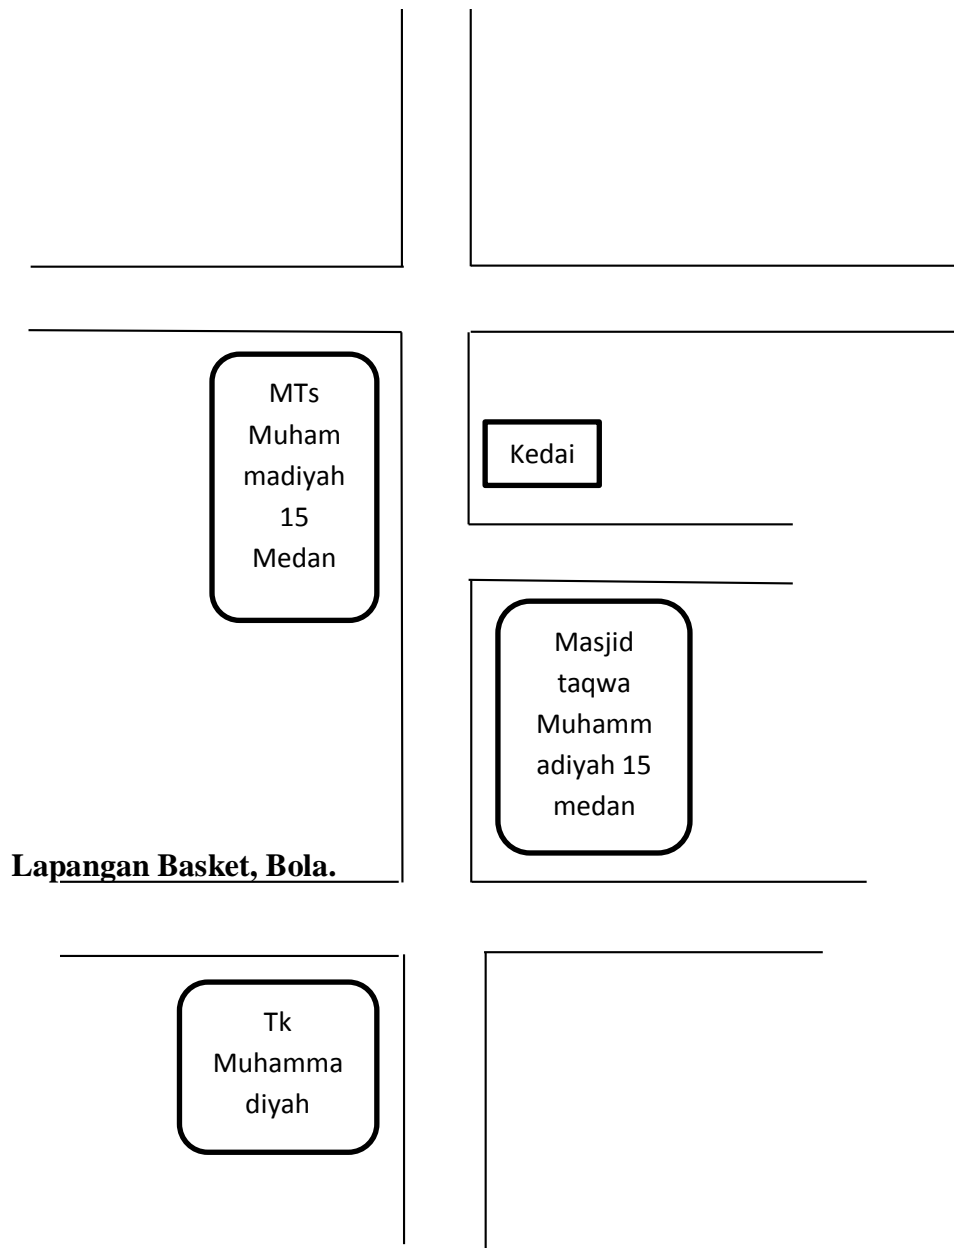 MTs
Muham
madiyah
15
Medan
Kedai
Masjid
taqwa
Muhamm
adiyah 15
medan
Lapangan Basket, Bola.
Tk
Muhamma
diyah